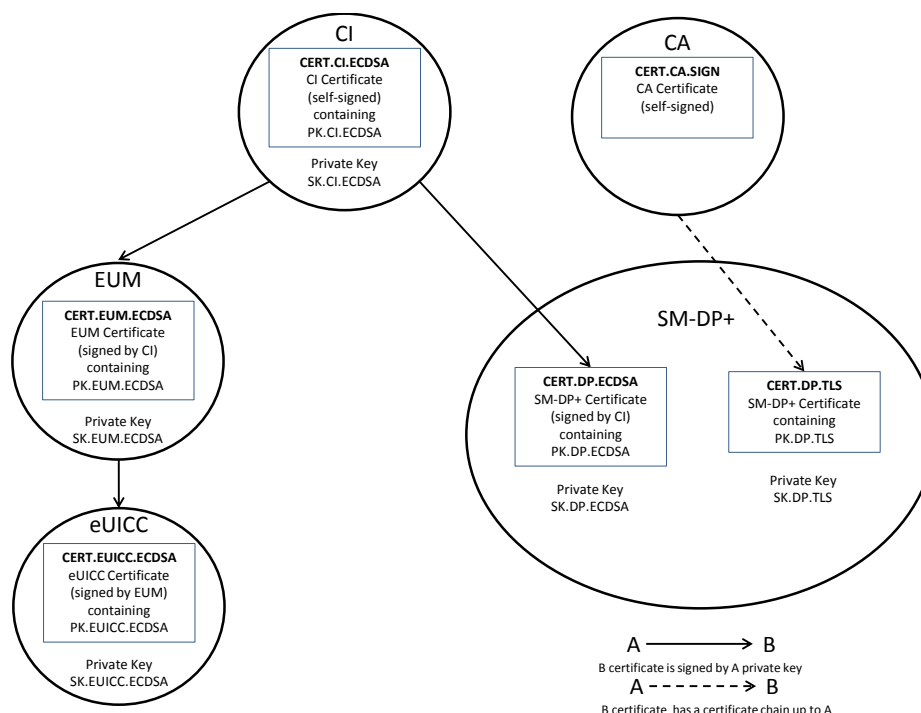 CI
CERT.CI.ECDSA
CI Certificate
(self-signed)
containing
PK.CI.ECDSA
Private Key
SK.CI.ECDSA
CA
CERT.CA.SIGN
CA Certificate
(self-signed)
EUM
CERT.EUM.ECDSA
EUM Certificate
(signed by CI)
containing
PK.EUM.ECDSA
Private Key
SK.EUM.ECDSA
SM-DP+
CERT.DP.ECDSA
SM-DP+ Certificate
(signed by CI)
containing
PK.DP.ECDSA
Private Key
SK.DP.ECDSA
CERT.DP.TLS
SM-DP+ Certificate
containing
PK.DP.TLS
Private Key
SK.DP.TLS
eUICC
CERT.EUICC.ECDSA
eUICC Certificate
(signed by EUM)
containing
PK.EUICC.ECDSA
Private Key
SK.EUICC.ECDSA
A B
B certificate is signed by A private key
A B
B certificate has a certificate chain up to A